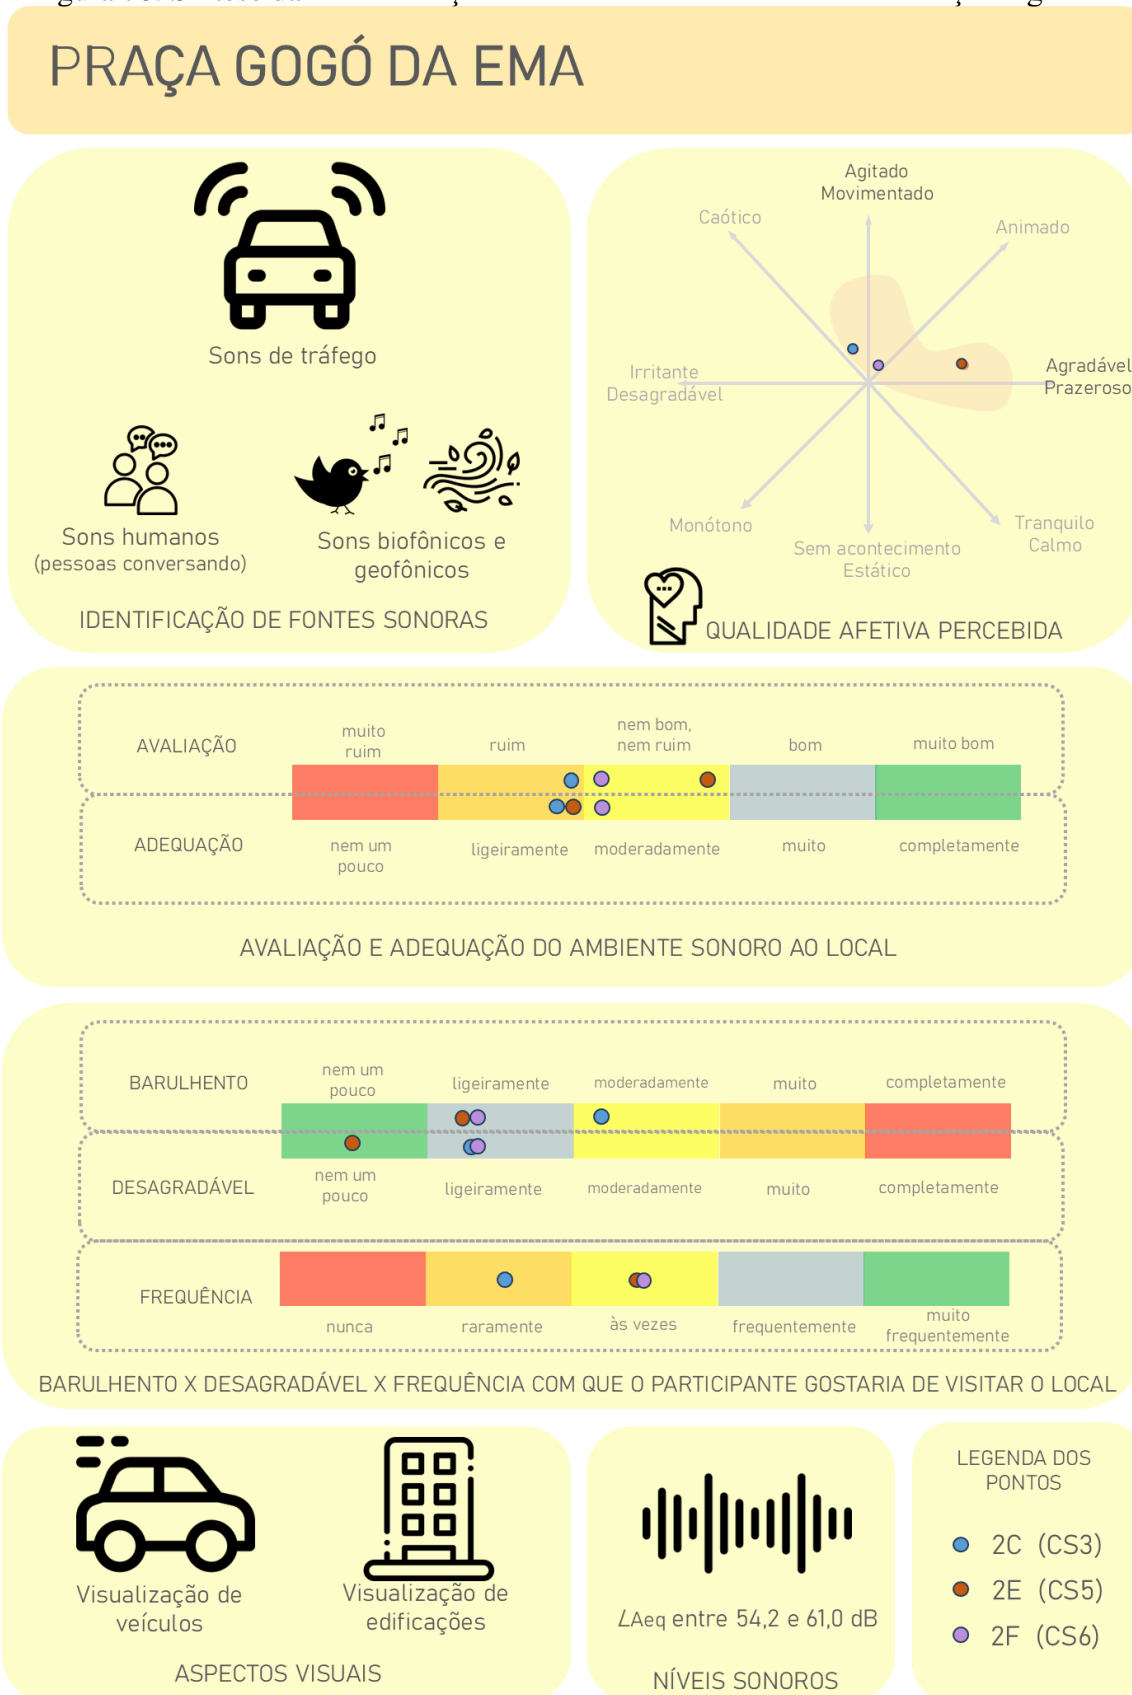 PRAÇA GOGÓ DA EMA
Sons de tráfego
Sons humanos
(pessoas conversando)
Sons biofônicos e
geofônicos
IDENTIFICAÇÃO DE FONTES SONORAS
Agitado
Movimentado
Caótico
Animado
Irritante
Desagradável
Agradável
Prazeroso
Monótono
Tranquilo
Calmo
Sem acontecimento
Estático
QUALIDADE AFETIVA PERCEBIDA
AVALIAÇÃO
muito
ruim
ruim
nem bom,
nem ruim
bom
muito bom
ADEQUAÇÃO
nem um
pouco
ligeiramente
moderadamente
muito
completamente
AVALIAÇÃO E ADEQUAÇÃO DO AMBIENTE SONORO AO LOCAL
BARULHENTO
nem um
pouco
ligeiramente
moderadamente
muito
completamente
DESAGRADÁVEL
nem um
pouco
ligeiramente
moderadamente
muito
completamente
FREQUÊNCIA
nunca
raramente
às vezes
frequentemente
muito
frequentemente
BARULHENTO X DESAGRADÁVEL X FREQUÊNCIA COM QUE O PARTICIPANTE GOSTARIA DE VISITAR O LOCAL
Visualização de
veículos
Visualização de
edificações
ASPECTOS VISUAIS
LAeq entre 54,2 e 61,0 dB
NÍVEIS SONOROS
LEGENDA DOS
PONTOS
2C (CS3)
2E (CS5)
2F (CS6)